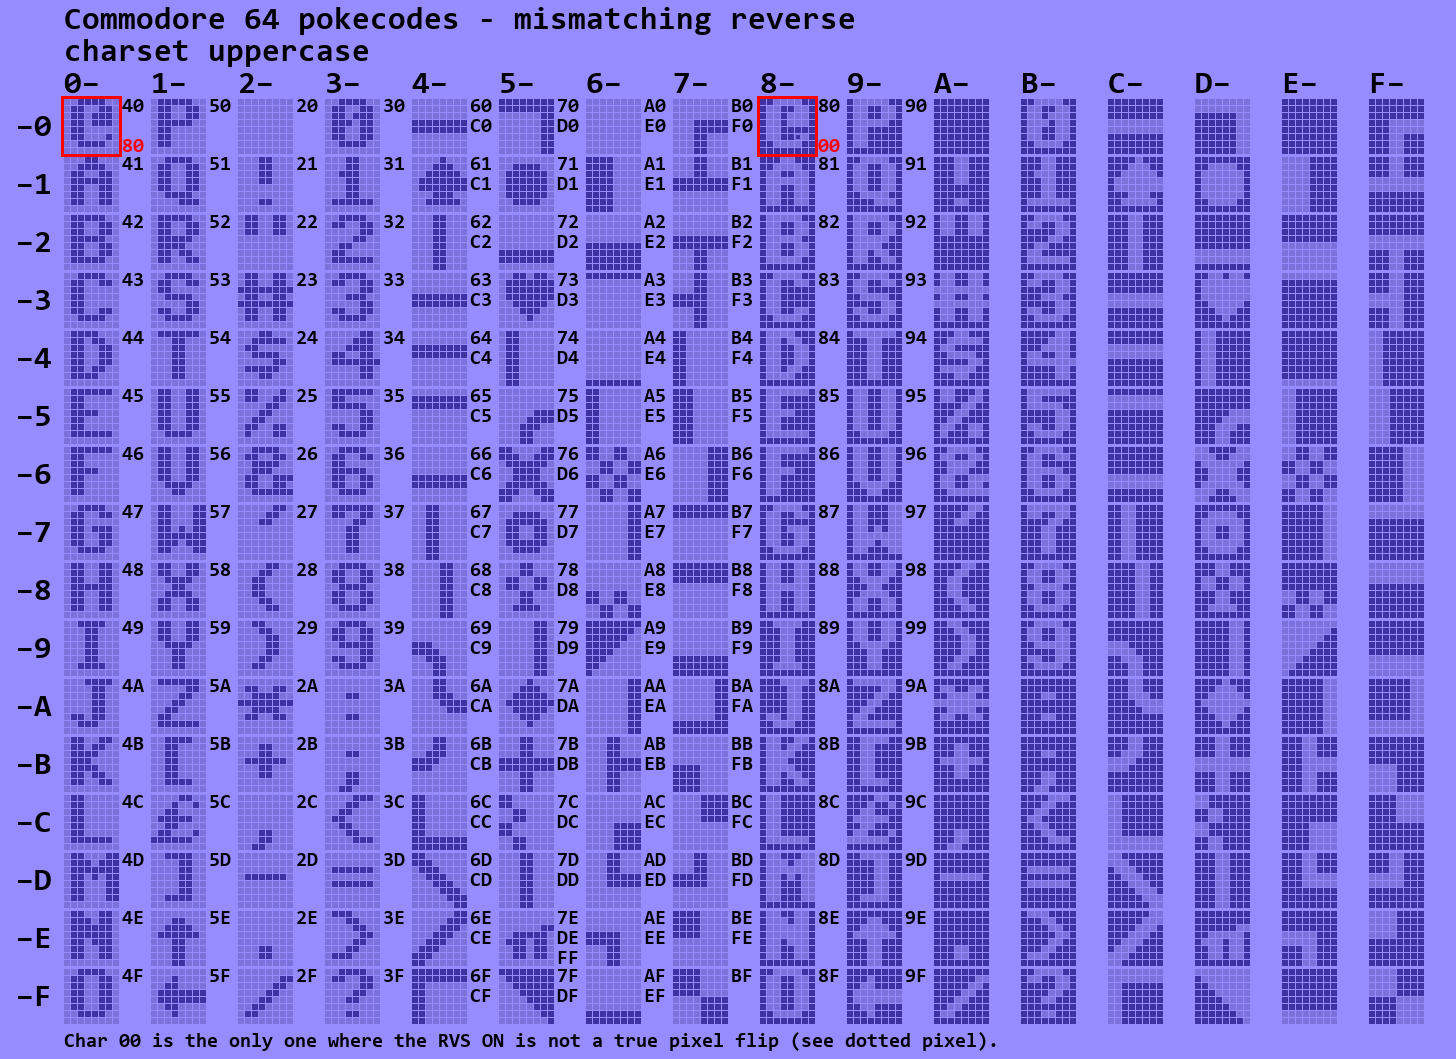 Commodore 64 pokecodes - mismatching reverse
charset uppercase
0- 1- 2- 3- 4- 5- 6- 7- 8- 9- A- B- C- D- E- F-
40 50 20 30 60 70 A0 B0 80 90
-0 C0 D0 E0 F0
80 00
41 51 21 31 61 71 A1 B1 81 91
-1 C1 D1 E1 F1
42 52 22 32 62 72 A2 B2 82 92
-2 C2 D2 E2 F2
43 53 23 33 63 73 A3 B3 83 93
-3 C3 D3 E3 F3
44 54 24 34 64 74 A4 B4 84 94
-4 C4 D4 E4 F4
45 55 25 35 65 75 A5 B5 85 95
-5 C5 D5 E5 F5
46 56 26 36 66 76 A6 B6 86 96
-6 C6 D6 E6 F6
47 57 27 37 67 77 A7 B7 87 97
-7 C7 D7 E7 F7
48 58 28 38 68 78 A8 B8 88 98
-8 C8 D8 E8 F8
49 59 29 39 69 79 A9 B9 89 99
-9 C9 D9 E9 F9
4A 5A 2A 3A 6A 7A AA BA 8A 9A
-A CA DA EA FA
4B 5B 2B 3B 6B 7B AB BB 8B 9B
-B CB DB EB FB
4C 5C 2C 3C 6C 7C AC BC 8C 9C
-C CC DC EC FC
4D 5D 2D 3D 6D 7D AD BD 8D 9D
-D CD DD ED FD
4E 5E 2E 3E 6E 7E AE BE 8E 9E
-E CE DE EE FE
FF
4F 5F 2F 3F 6F 7F AF BF 8F 9F
-F CF DF EF
Char 00 is the only one where the RVS ON is not a true pixel flip (see dotted pixel).